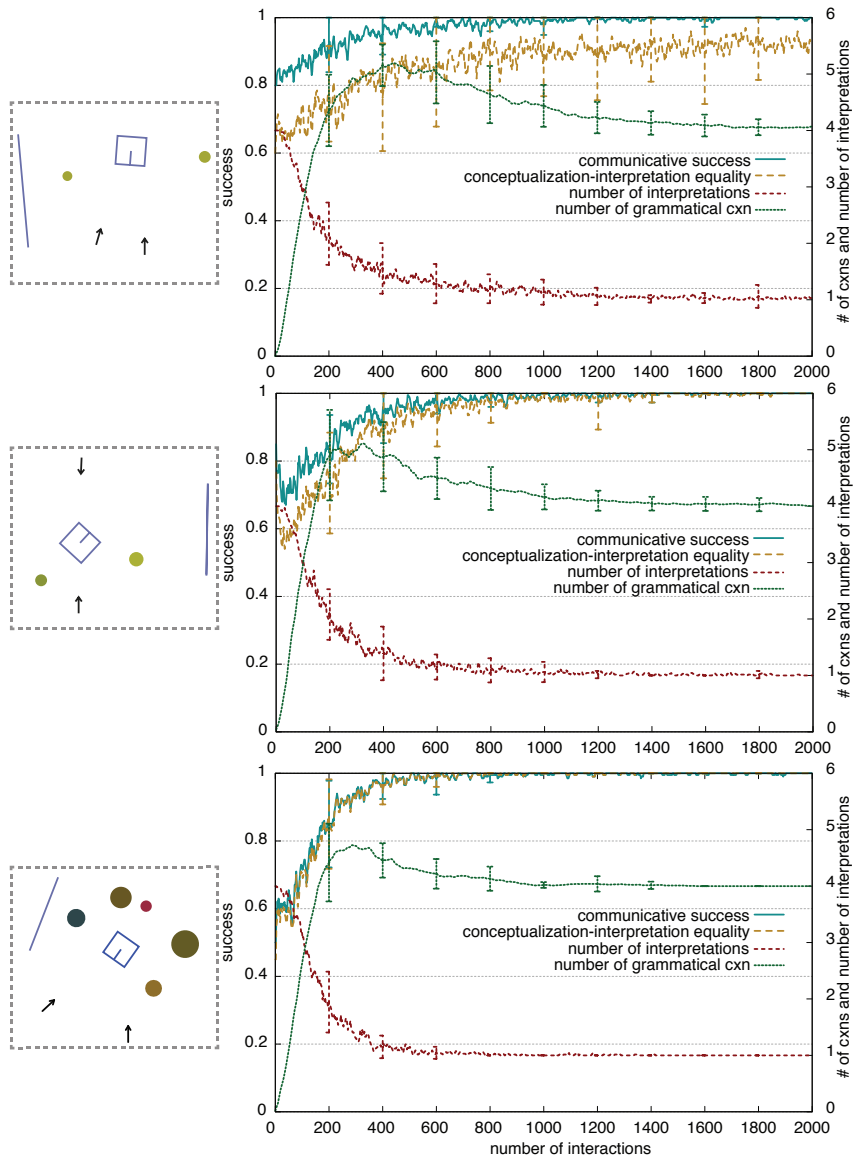 1
0.8
0.6
0.4
0.2
0
success
6
5
4
3
2
1
0
# of cxns and number of interpretations
communicative success
conceptualization-interpretation equality
number of interpretations
number of grammatical cxn
0 200 400 600 800 1000 1200 1400 1600 1800 2000
1
0.8
0.6
0.4
0.2
0
success
6
5
4
3
2
1
0
# of cxns and number of interpretations
communicative success
conceptualization-interpretation equality
number of interpretations
number of grammatical cxn
0 200 400 600 800 1000 1200 1400 1600 1800 2000
1
0.8
0.6
0.4
0.2
0
success
6
5
4
3
2
1
0
# of cxns and number of interpretations
communicative success
conceptualization-interpretation equality
number of interpretations
number of grammatical cxn
0 200 400 600 800 1000 1200 1400 1600 1800 2000
number of interactions